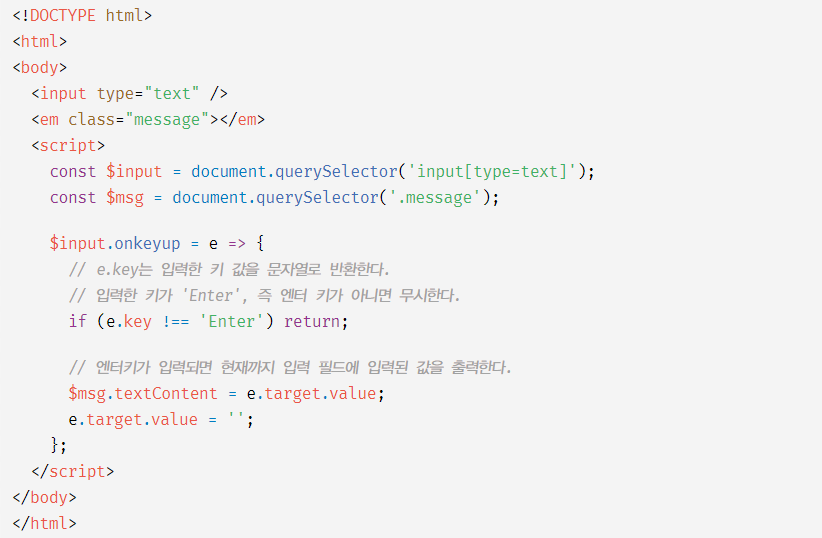 <!DOCTYPE html>
<html>
<body>
  <input type="text" />
  <em class="message"></em>
  <script>
    const $input = document.querySelector('input[type=text]');
    const $msg = document.querySelector('.message');

    $input.onkeyup = e => {
      // e.key는 입력한 키 값을 문자열로 반환한다.
      // 입력한 키가 'Enter', 즉 엔터 키가 아니면 무시한다.
      if (e.key !== 'Enter') return;

      // 엔터키가 입력되면 현재까지 입력 필드에 입력된 값을 출력한다.
      $msg.textContent = e.target.value;
      e.target.value = '';
    };
  </script>
</body>
</html>